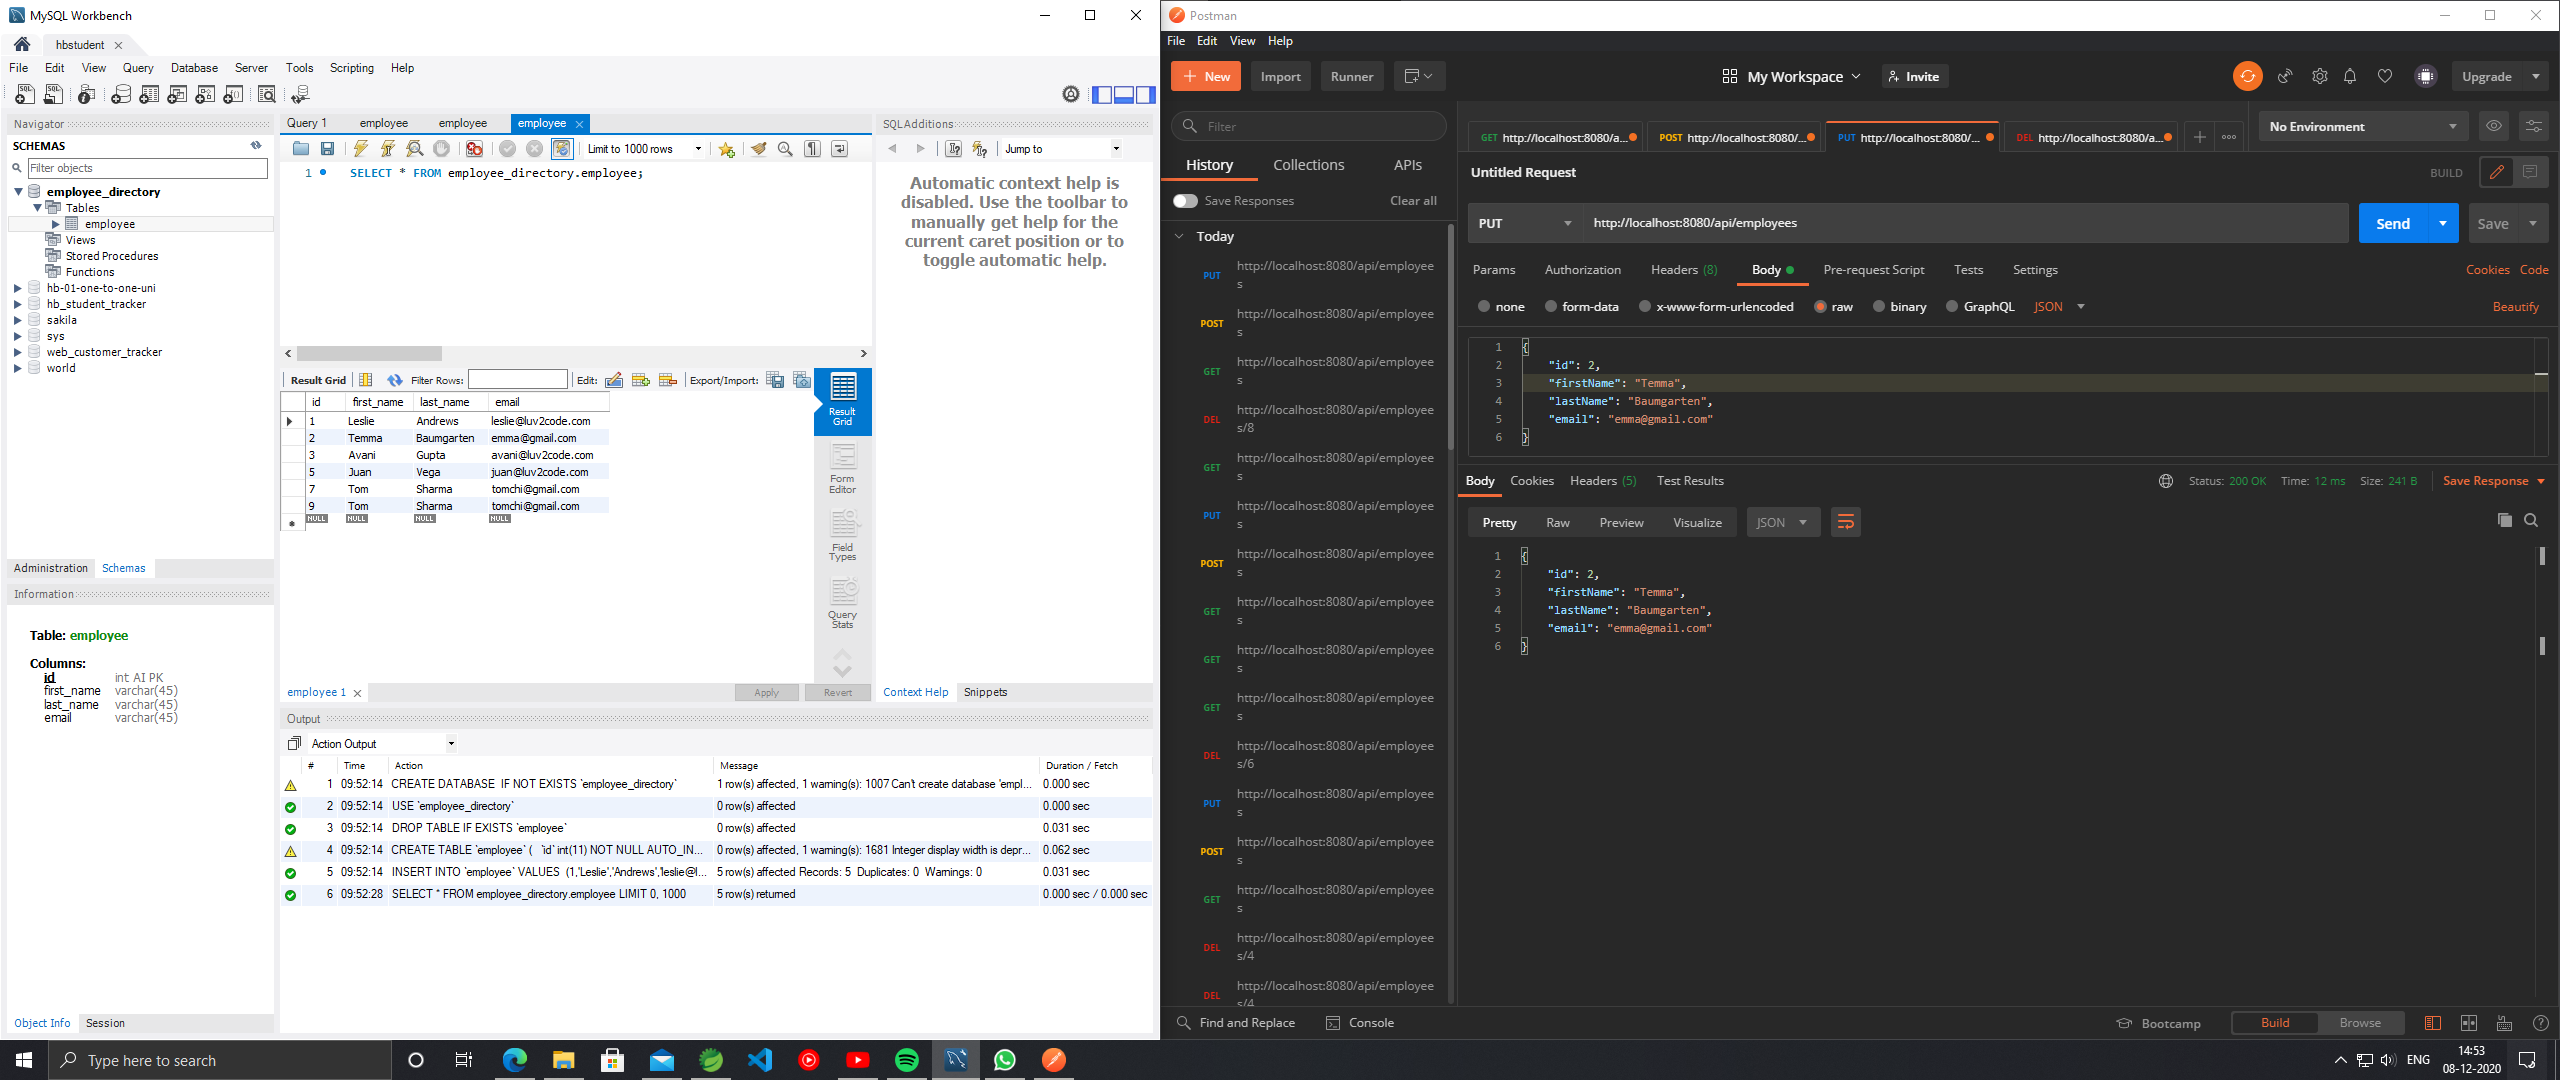 MySQL Workbench
hbstudent
File Edit View Query Database Server Tools Scripting Help
Navigator
SCHEMAS
Filter objects
employee_directory
Tables
employee
Views
Stored Procedures
Functions
hb-01-one-to-one-uni
hb_student_tracker
sakila
sys
web_customer_tracker
world
Administration Schemas
Information
Table: employee
Columns:
id int AI PK
first_name varchar(45)
last_name varchar(45)
email varchar(45)
Object Info Session
Query 1 employee employee employee
Limit to 1000 rows
1 SELECT * FROM employee_directory.employee;
Result Grid Filter Rows: Edit: Export/Import:
id first_name last_name email
1 Leslie Andrews leslie@luv2code.com
2 Temma Baumgarten emma@gmail.com
3 Avani Gupta avani@luv2code.com
5 Juan Vega juan@luv2code.com
7 Tom Sharma tomchi@gmail.com
9 Tom Sharma tomchi@gmail.com
NULL NULL NULL NULL
Result Grid
Form Editor
Field Types
Query Stats
employee 1 Apply Revert
SQLAdditions
Jump to
Automatic context help is
disabled. Use the toolbar to
manually get help for the
current caret position or to
toggle automatic help.
Context Help Snippets
Output
Action Output
# Time Action Message Duration / Fetch
1 09:52:14 CREATE DATABASE IF NOT EXISTS `employee_directory` 1 row(s) affected, 1 warning(s): 1007 Can't create database 'empl... 0.000 sec
2 09:52:14 USE `employee_directory` 0 row(s) affected 0.000 sec
3 09:52:14 DROP TABLE IF EXISTS `employee` 0 row(s) affected 0.031 sec
4 09:52:14 CREATE TABLE `employee` ( `id` int(11) NOT NULL AUTO_IN... 0 row(s) affected, 1 warning(s): 1681 Integer display width is depr... 0.062 sec
5 09:52:14 INSERT INTO `employee` VALUES (1,'Leslie','Andrews','leslie@l... 5 row(s) affected Records: 5 Duplicates: 0 Warnings: 0 0.031 sec
6 09:52:28 SELECT * FROM employee_directory.employee LIMIT 0, 1000 5 row(s) returned 0.000 sec / 0.000 sec
Postman
File Edit View Help
New Import Runner My Workspace Invite Upgrade
Filter
History Collections APIs
Save Responses Clear all
Today
PUT http://localhost:8080/api/employee
s
POST http://localhost:8080/api/employee
s
GET http://localhost:8080/api/employee
s
DEL http://localhost:8080/api/employee
s/8
GET http://localhost:8080/api/employee
s
PUT http://localhost:8080/api/employee
s
POST http://localhost:8080/api/employee
s
GET http://localhost:8080/api/employee
s
GET http://localhost:8080/api/employee
s
GET http://localhost:8080/api/employee
s
DEL http://localhost:8080/api/employee
s/6
PUT http://localhost:8080/api/employee
s
POST http://localhost:8080/api/employee
s
GET http://localhost:8080/api/employee
s
DEL http://localhost:8080/api/employee
s/4
DEL http://localhost:8080/api/employee
s/4
GET http://localhost:8080/a... POST http://localhost:8080/... PUT http://localhost:8080/... DEL http://localhost:8080/a... No Environment
Untitled Request BUILD
PUT http://localhost:8080/api/employees Send Save
Params Authorization Headers (8) Body Pre-request Script Tests Settings Cookies Code
none form-data x-www-form-urlencoded raw binary GraphQL JSON Beautify
1 {
2 "id": 2,
3 "firstName": "Temma",
4 "lastName": "Baumgarten",
5 "email": "emma@gmail.com"
6 }
Body Cookies Headers (5) Test Results Status: 200 OK Time: 12 ms Size: 241 B Save Response
Pretty Raw Preview Visualize JSON
1 {
2 "id": 2,
3 "firstName": "Temma",
4 "lastName": "Baumgarten",
5 "email": "emma@gmail.com"
6 }
Find and Replace Console Bootcamp Build Browse
Type here to search
ENG
14:53
08-12-2020